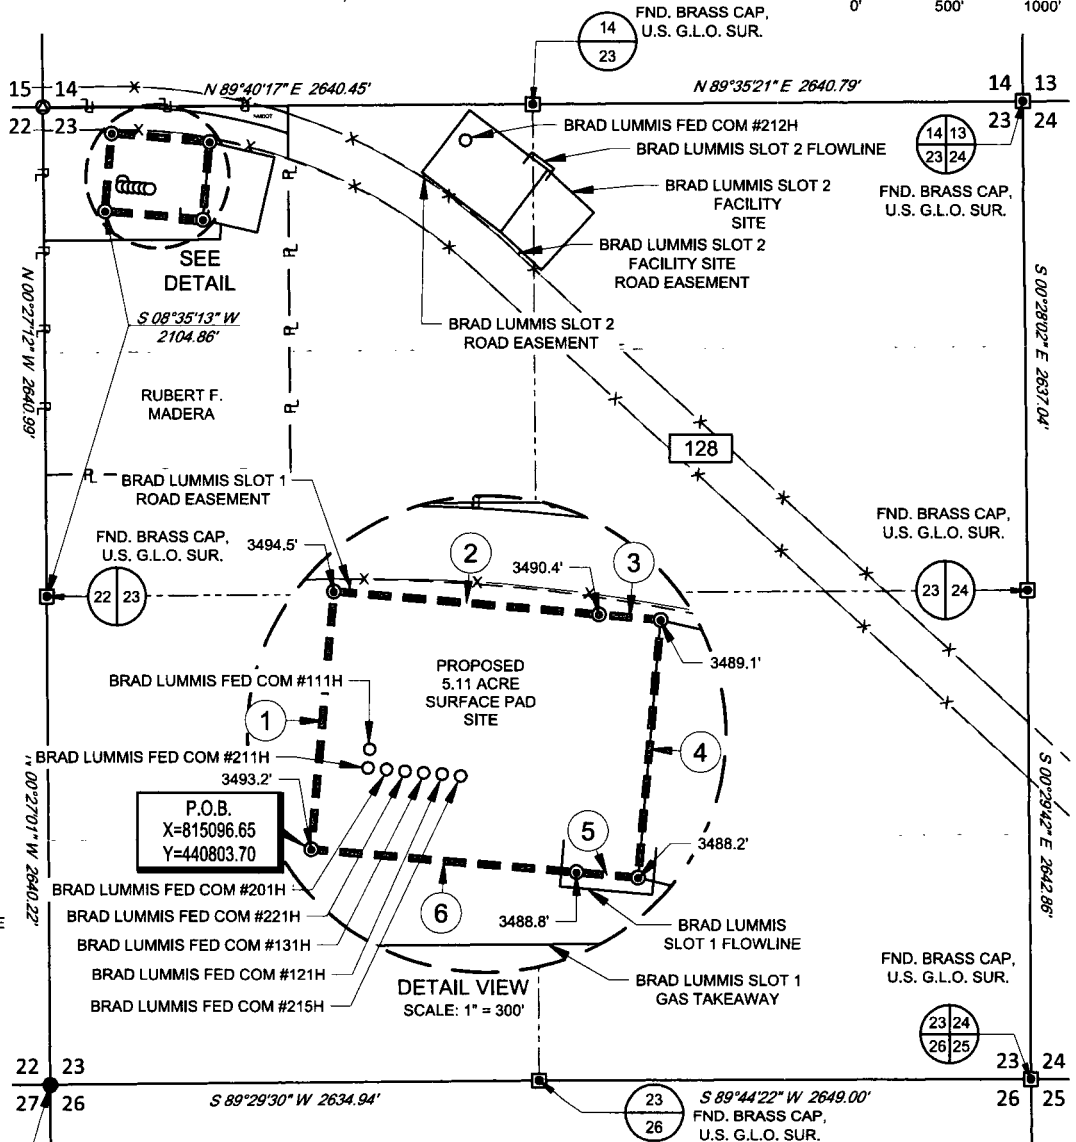 0'
500'
1000'
FND. BRASS CAP,
U.S. G.L.O. SUR.
14
23
15
14
22
23
N 89°40'17" E 2640.45'
N 89°35'21" E 2640.79'
14
13
23
24
14
13
23
24
FND. BRASS CAP,
U.S. G.L.O. SUR.
BRAD LUMMIS FED COM #212H
BRAD LUMMIS SLOT 2 FLOWLINE
BRAD LUMMIS SLOT 2
FACILITY
SITE
BRAD LUMMIS SLOT 2
FACILITY SITE
ROAD EASEMENT
BRAD LUMMIS SLOT 2
ROAD EASEMENT
SEE
DETAIL
S 08°35'13" W
2104.86'
N 00°27'12" W 2640.99'
S 00°28'02" E 2637.04'
RUBERT F.
MADERA
128
BRAD LUMMIS SLOT 1
ROAD EASEMENT
FND. BRASS CAP,
U.S. G.L.O. SUR.
22
23
FND. BRASS CAP,
U.S. G.L.O. SUR.
23
24
3494.5'
2
3490.4'
3
3489.1'
PROPOSED
5.11 ACRE
SURFACE PAD
SITE
BRAD LUMMIS FED COM #111H
1
4
BRAD LUMMIS FED COM #211H
3493.2'
P.O.B.
X=815096.65
Y=440803.70
5
3488.2'
BRAD LUMMIS FED COM #201H
6
3488.8'
BRAD LUMMIS FED COM #221H
BRAD LUMMIS
SLOT 1 FLOWLINE
BRAD LUMMIS FED COM #131H
BRAD LUMMIS FED COM #121H
BRAD LUMMIS FED COM #215H
BRAD LUMMIS SLOT 1
GAS TAKEAWAY
DETAIL VIEW
SCALE: 1" = 300'
00°27'01" W 2640.22'
S 00°29'42" E 2642.86'
FND. BRASS CAP,
U.S. G.L.O. SUR.
23
24
26
25
22
23
27
26
S 89°29'30" W 2634.94'
S 89°44'22" W 2649.00'
23
26
FND. BRASS CAP,
U.S. G.L.O. SUR.
23
24
26
25